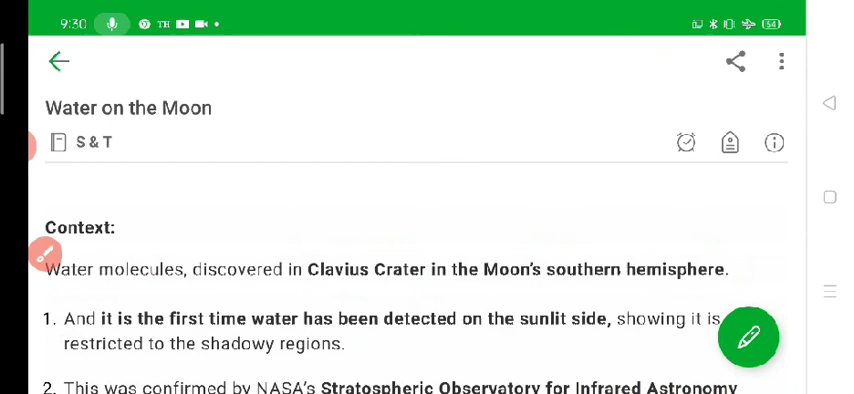 9:30 TH 54
Water on the Moon
S & T
Context:
Water molecules, discovered in Clavius Crater in the Moon's southern hemisphere.
1. And it is the first time water has been detected on the sunlit side, showing it is
restricted to the shadowy regions.
2. This was confirmed by NASA's Stratospheric Observatory for Infrared Astronomy